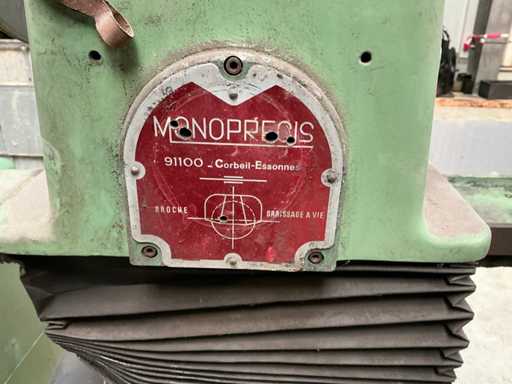 MONOPRECIS
91100 - Corbeil-Essonnes
BROCHE GRAISSAGE A VIE